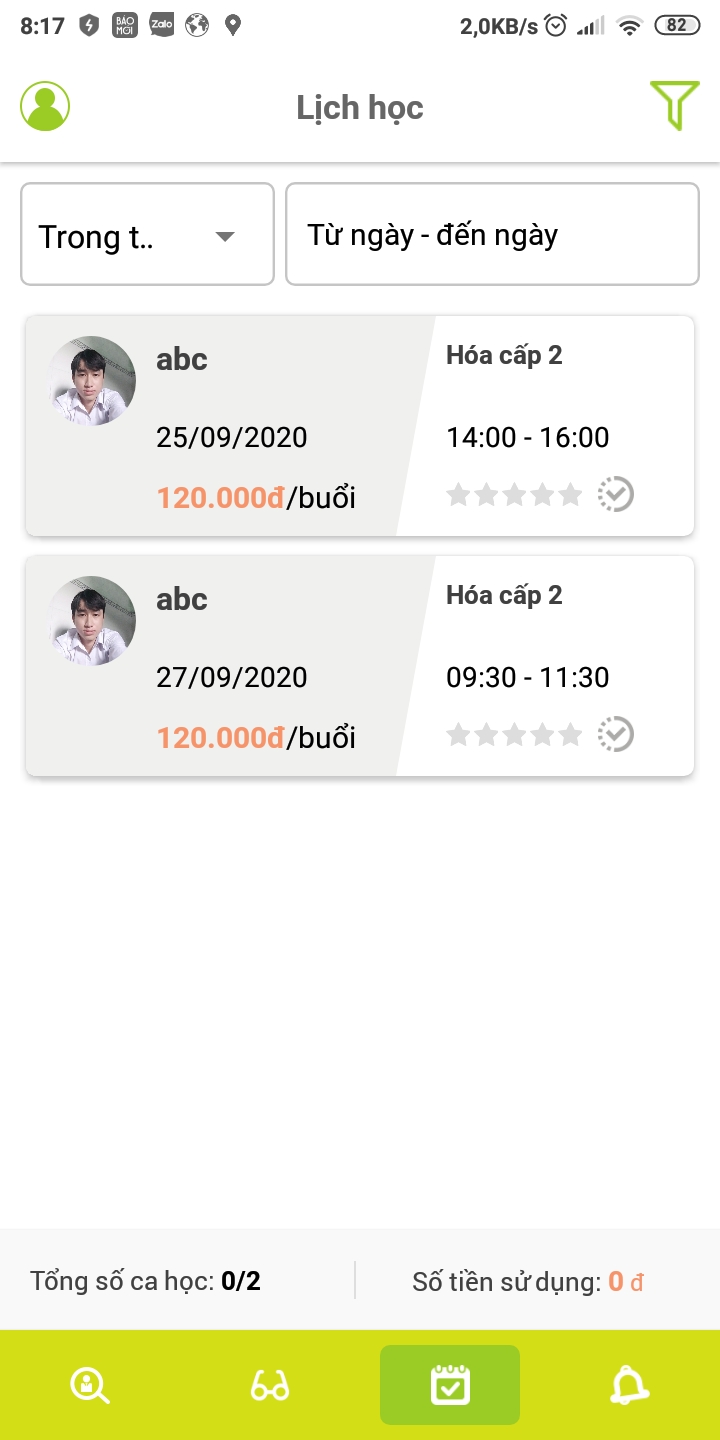 8:17 BÁO MỚI Zalo 2,0KB/s 82
Lịch học
Trong t.. Từ ngày - đến ngày
abc Hóa cấp 2
25/09/2020 14:00 - 16:00
120.000đ/buổi
abc Hóa cấp 2
27/09/2020 09:30 - 11:30
120.000đ/buổi
Tổng số ca học: 0/2 Số tiền sử dụng: 0 đ